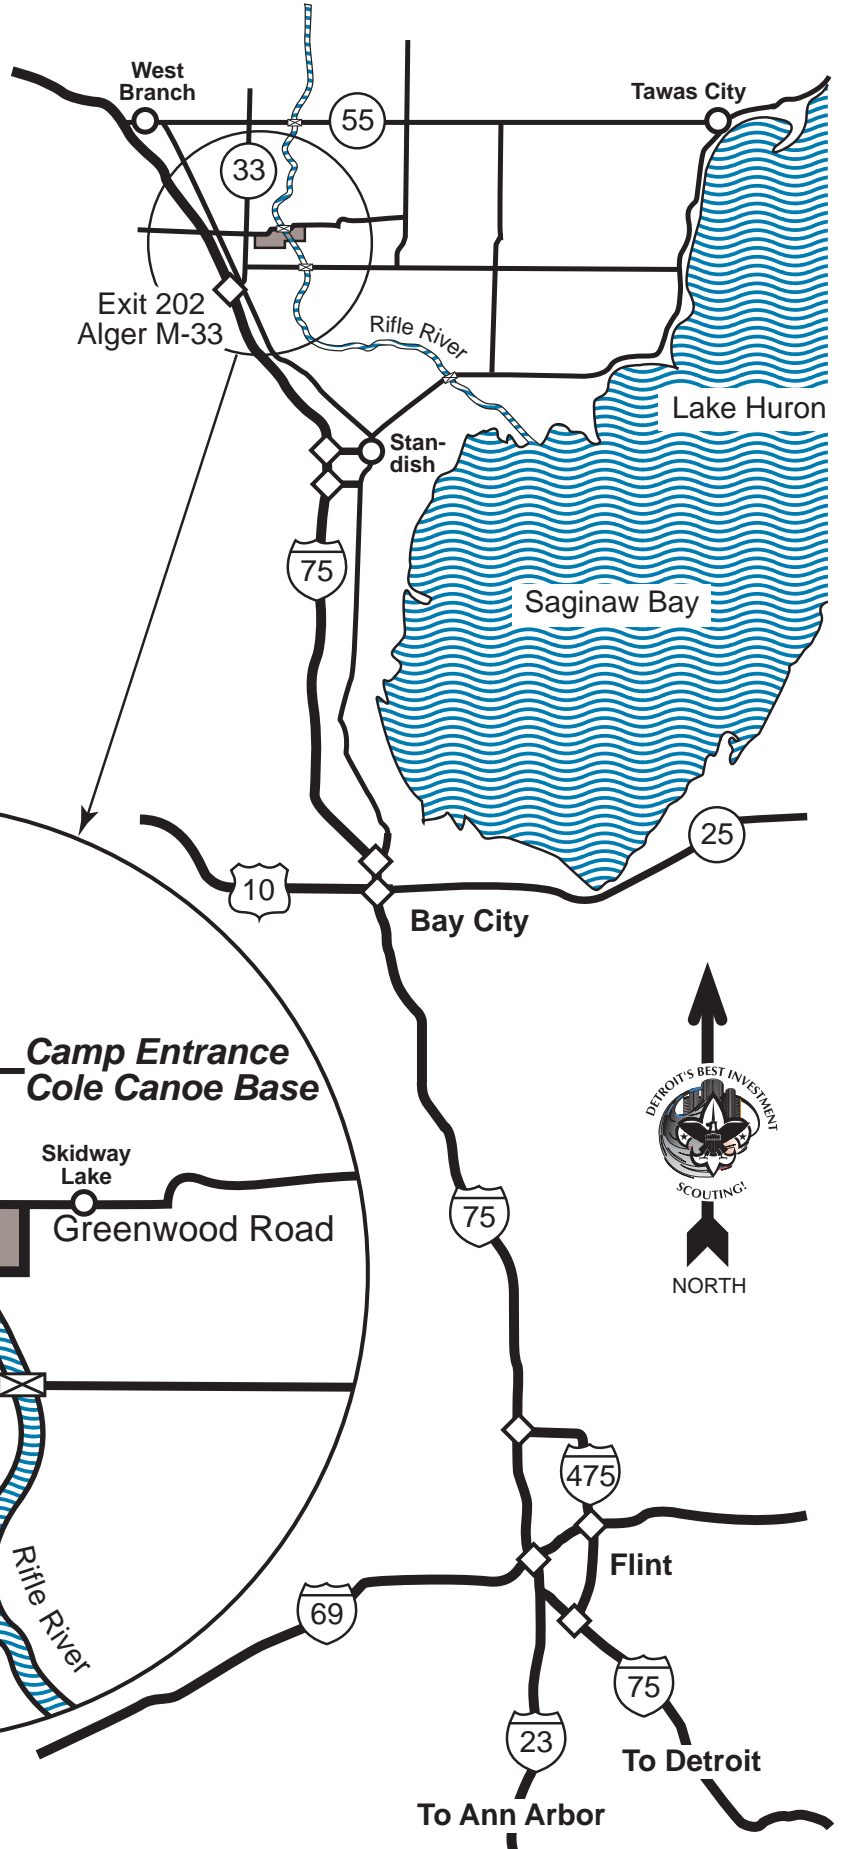 West
Branch
Tawas City
55
33
Exit 202
Alger M-33
Rifle River
Lake Huron
Stan-
dish
75
Saginaw Bay
25
10
Bay City
Camp Entrance
Cole Canoe Base
DETROIT'S BEST INVESTMENT
SCOUTING!
Skidway
Lake
Greenwood Road
75
NORTH
475
Flint
Rifle River
69
75
23
To Detroit
To Ann Arbor